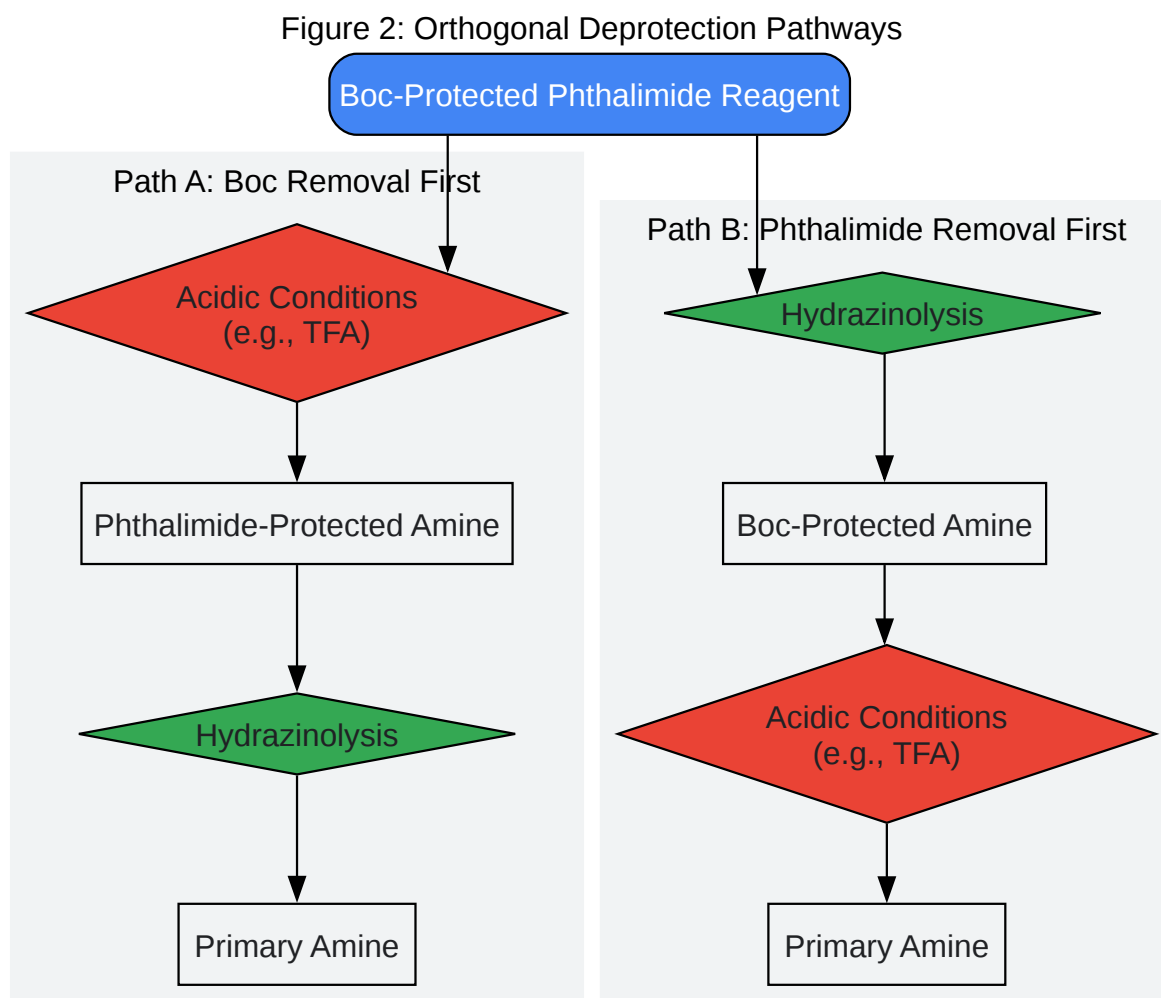 Figure 2: Orthogonal Deprotection Pathways
Boc-Protected Phthalimide Reagent
Path A: Boc Removal First
Acidic Conditions
(e.g., TFA)
Phthalimide-Protected Amine
Hydrazinolysis
Primary Amine
Path B: Phthalimide Removal First
Hydrazinolysis
Boc-Protected Amine
Acidic Conditions
(e.g., TFA)
Primary Amine